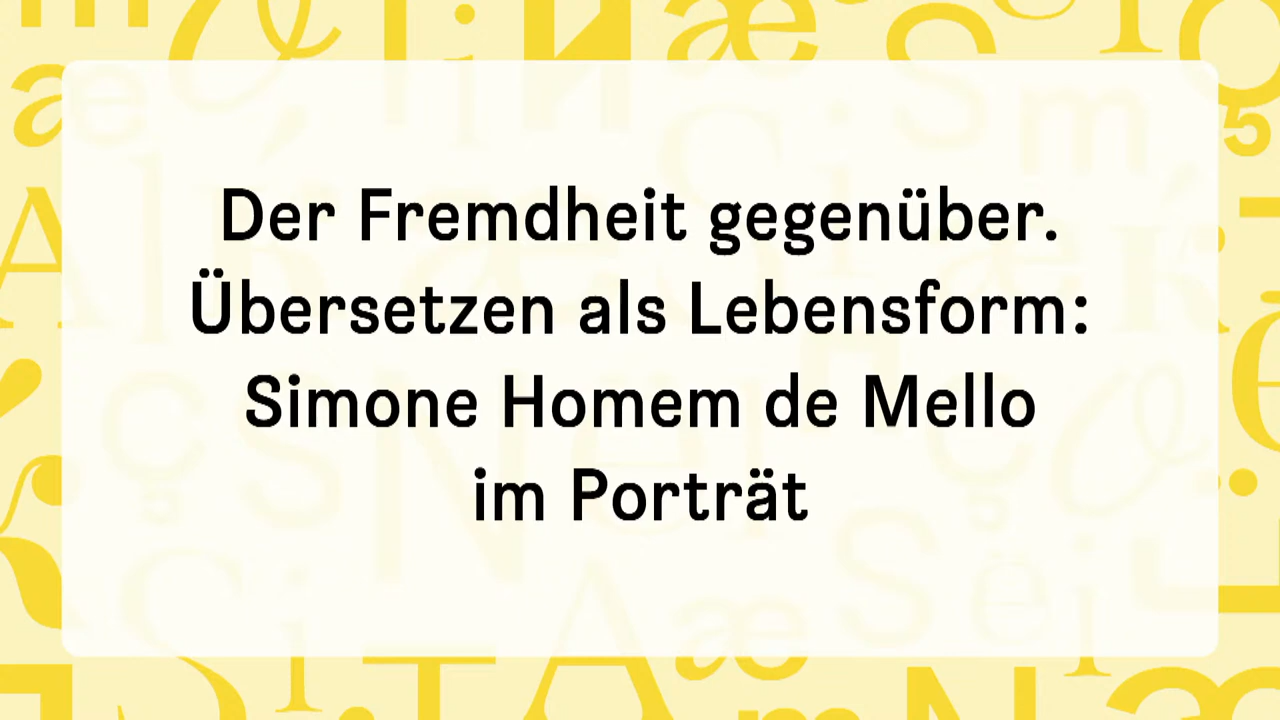 Der Fremdheit gegenüber.
Übersetzen als Lebensform:
Simone Homem de Mello
im Porträt